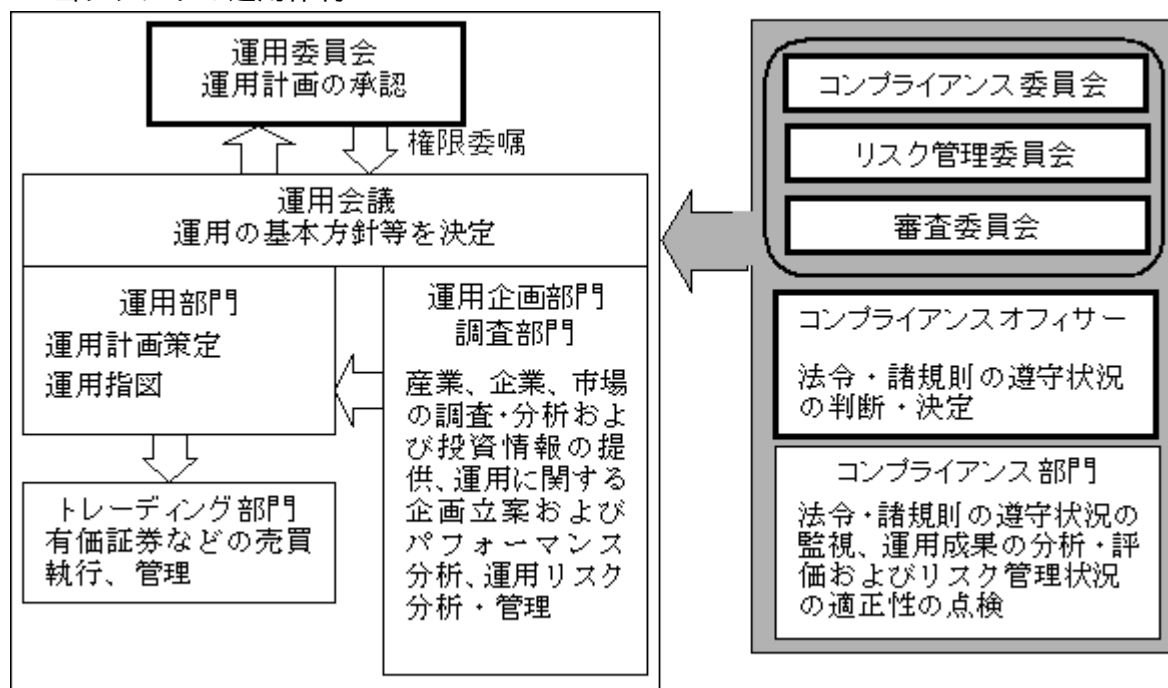 運用委員会
運用計画の承認
権限委嘱
運用会議
運用の基本方針等を決定
運用部門
運用計画策定
運用指図
運用企画部門
調査部門
産業、企業、市場
の調査・分析およ
び投資情報の提
供、運用に関する
企画立案および
パフォーマンス
分析、運用リスク
分析・管理
トレーディング部門
有価証券などの売買
執行、管理
コンプライアンス委員会
リスク管理委員会
審査委員会
コンプライアンスオフィサー
法令・諸規則の遵守状況
の判断・決定
コンプライアンス部門
法令・諸規則の遵守状況の
監視、運用成果の分析・評
価およびリスク管理状況
の適正性の点検